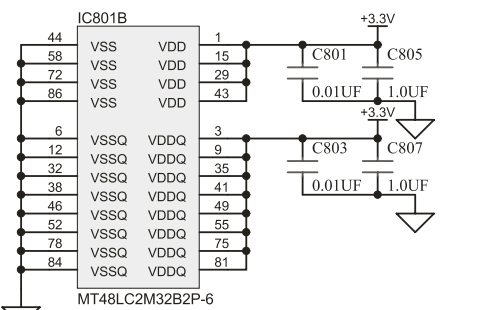 IC801B
+3.3V
44 VSS VDD 1
C801 C805
58 VSS VDD 15
72 VSS VDD 29
86 VSS VDD 43
0.01UF 1.0UF
+3.3V
6 VSSQ VDDQ 3
C803 C807
12 VSSQ VDDQ 9
32 VSSQ VDDQ 35
38 VSSQ VDDQ 41
0.01UF 1.0UF
46 VSSQ VDDQ 49
52 VSSQ VDDQ 55
78 VSSQ VDDQ 75
84 VSSQ VDDQ 81
MT48LC2M32B2P-6